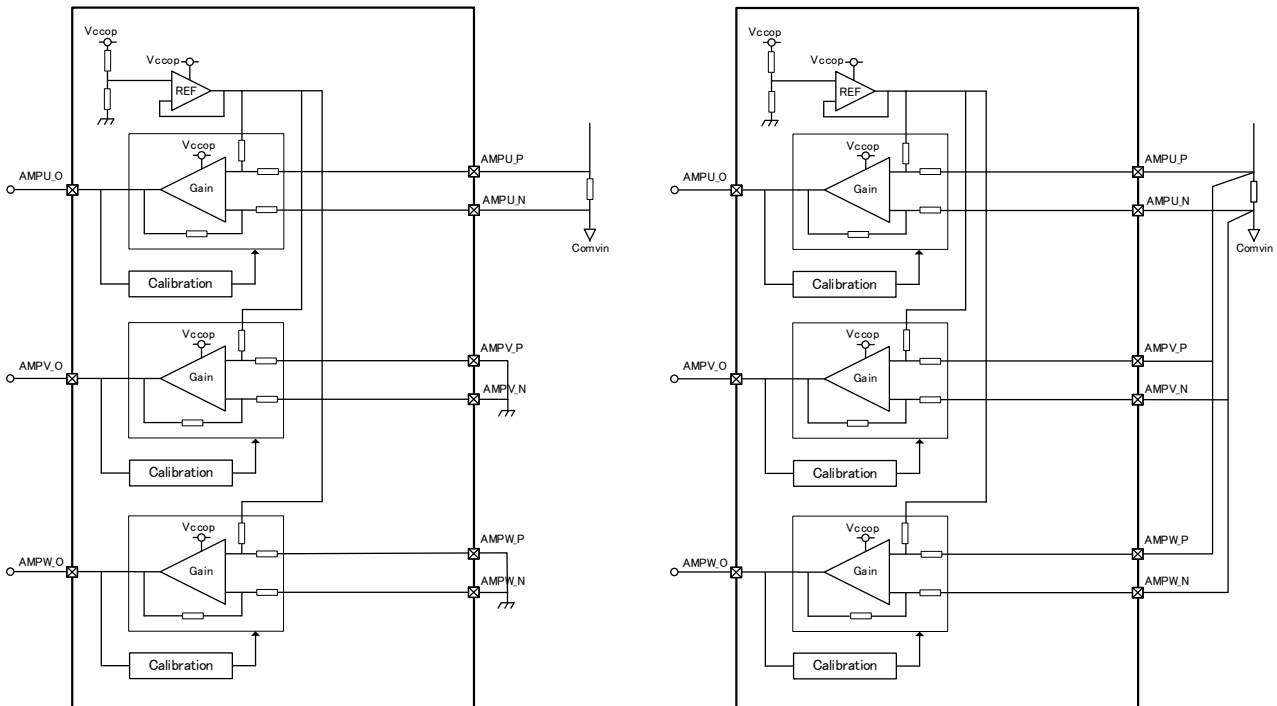 Vccop
Vccop
REF
Vccop
AMPU_O
Gain
AMPU_P
AMPU_N
Comvin
Calibration
Vccop
AMPV_O
Gain
AMPV_P
AMPV_N
Calibration
Vccop
AMPW_O
Gain
AMPW_P
AMPW_N
Calibration
Vccop
Vccop
REF
Vccop
AMPU_O
Gain
AMPU_P
AMPU_N
Comvin
Calibration
Vccop
AMPV_O
Gain
AMPV_P
AMPV_N
Calibration
Vccop
AMPW_O
Gain
AMPW_P
AMPW_N
Calibration